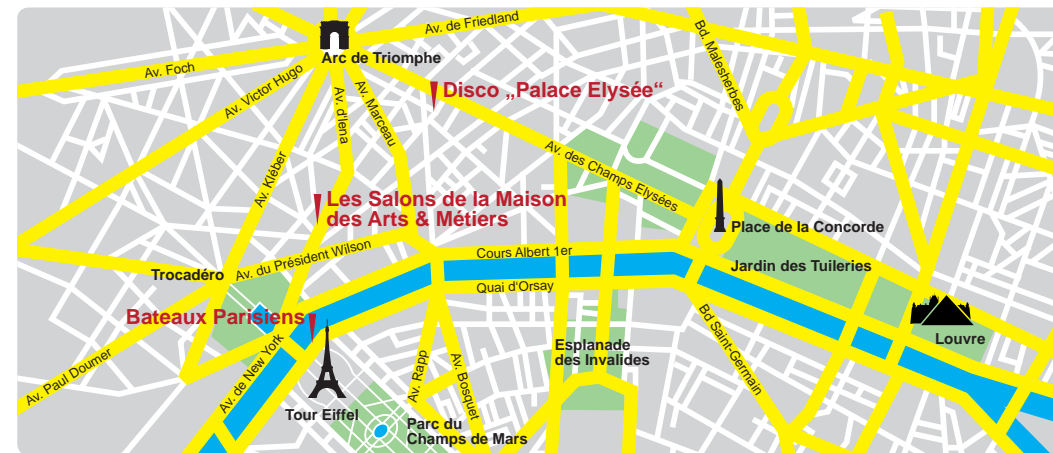 Av. de Friedland
Bd. Malesherbes
Arc de Triomphe
Av. Foch
Av. Victor Hugo
Disco „Palace Elysée“
Av. d'Iena
Av. Marceau
Av. Kléber
Av. des Champs Elysées
Les Salons de la Maison
des Arts & Métiers
Place de la Concorde
Av. du Président Wilson
Cours Albert 1er
Trocadéro
Jardin des Tuileries
Quai d‘Orsay
Bateaux Parisiens
Bd Saint-Germain
Louvre
Esplanade
des Invalides
Av. Paul Doumer
Av. de New York
Av. Rapp
Av. Bosquet
Tour Eiffel
Parc du
Champs de Mars